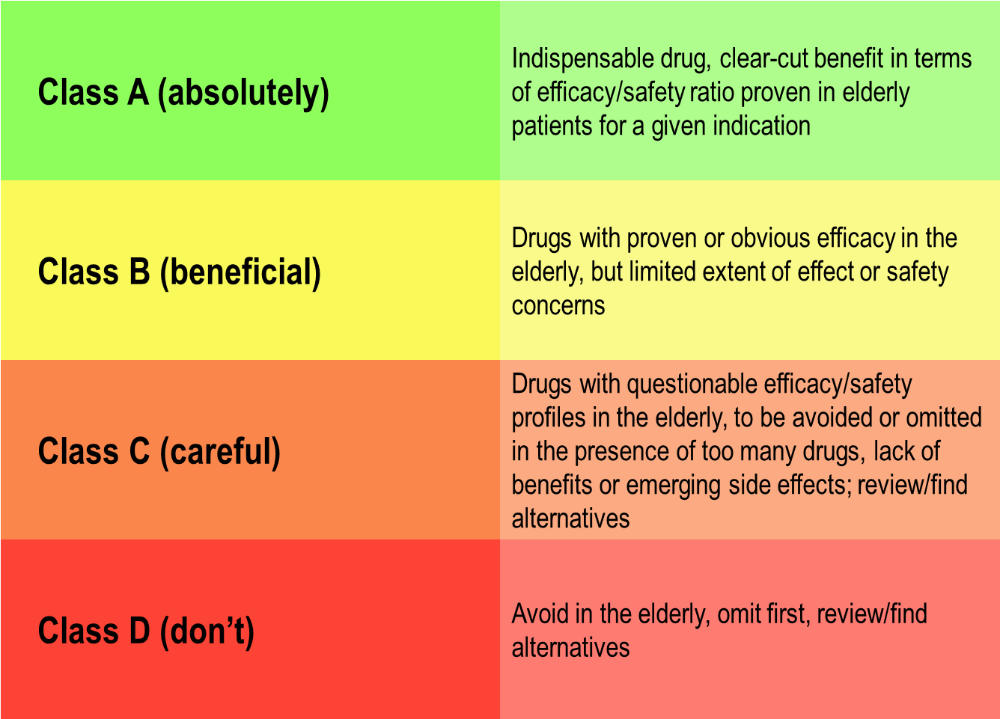 Class A (absolutely)
Indispensable drug, clear-cut benefit in terms
of efficacy/safety ratio proven in elderly
patients for a given indication
Class B (beneficial)
Drugs with proven or obvious efficacy in the
elderly, but limited extent of effect or safety
concerns
Class C (careful)
Drugs with questionable efficacy/safety
profiles in the elderly, to be avoided or omitted
in the presence of too many drugs, lack of
benefits or emerging side effects; review/find
alternatives
Class D (don’t)
Avoid in the elderly, omit first, review/find
alternatives